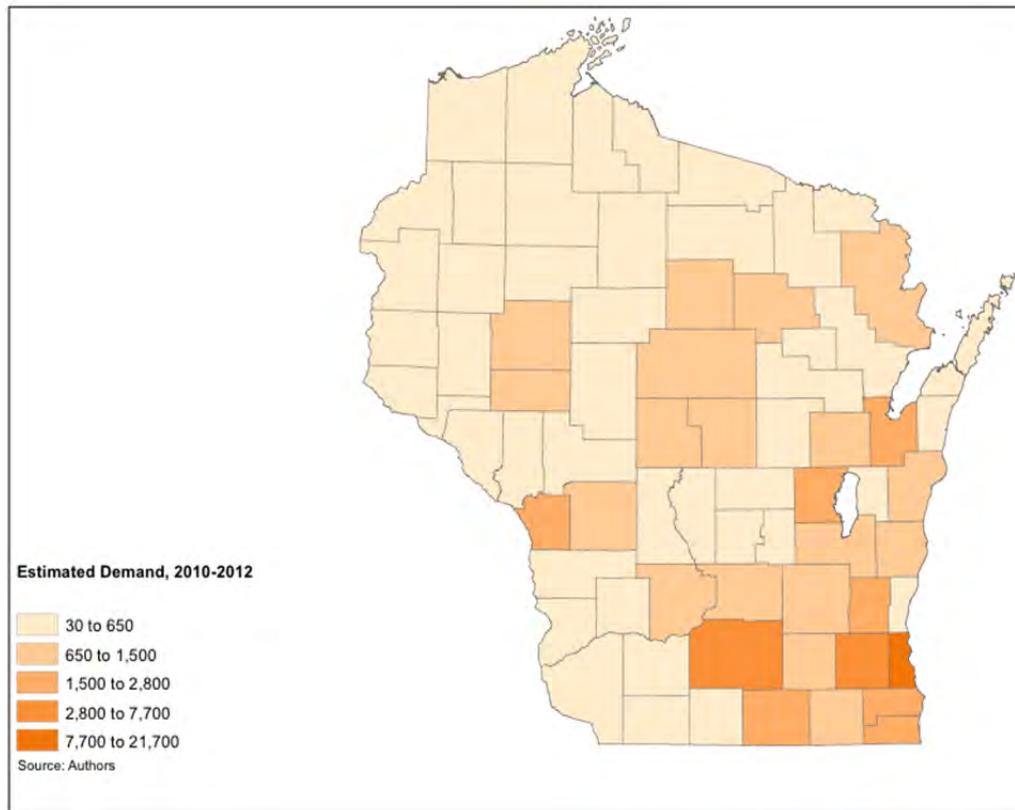 Estimated Demand, 2010-2012
30 to 650
650 to 1,500
1,500 to 2,800
2,800 to 7,700
7,700 to 21,700
Source: Authors